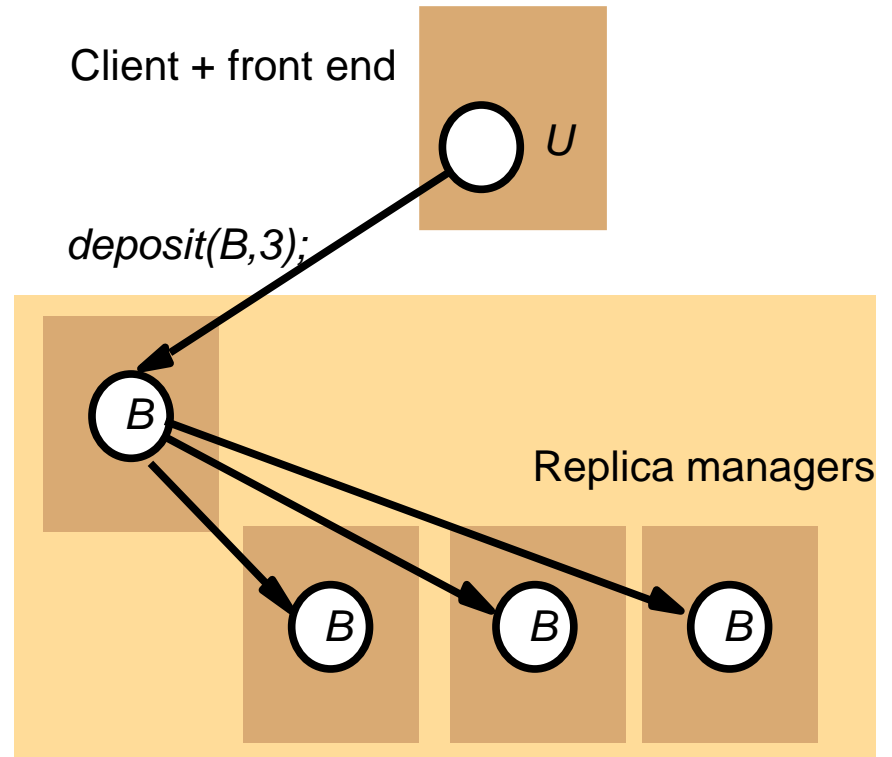 Client + front end
U
deposit(B,3);
B
Replica managers
B
B
B